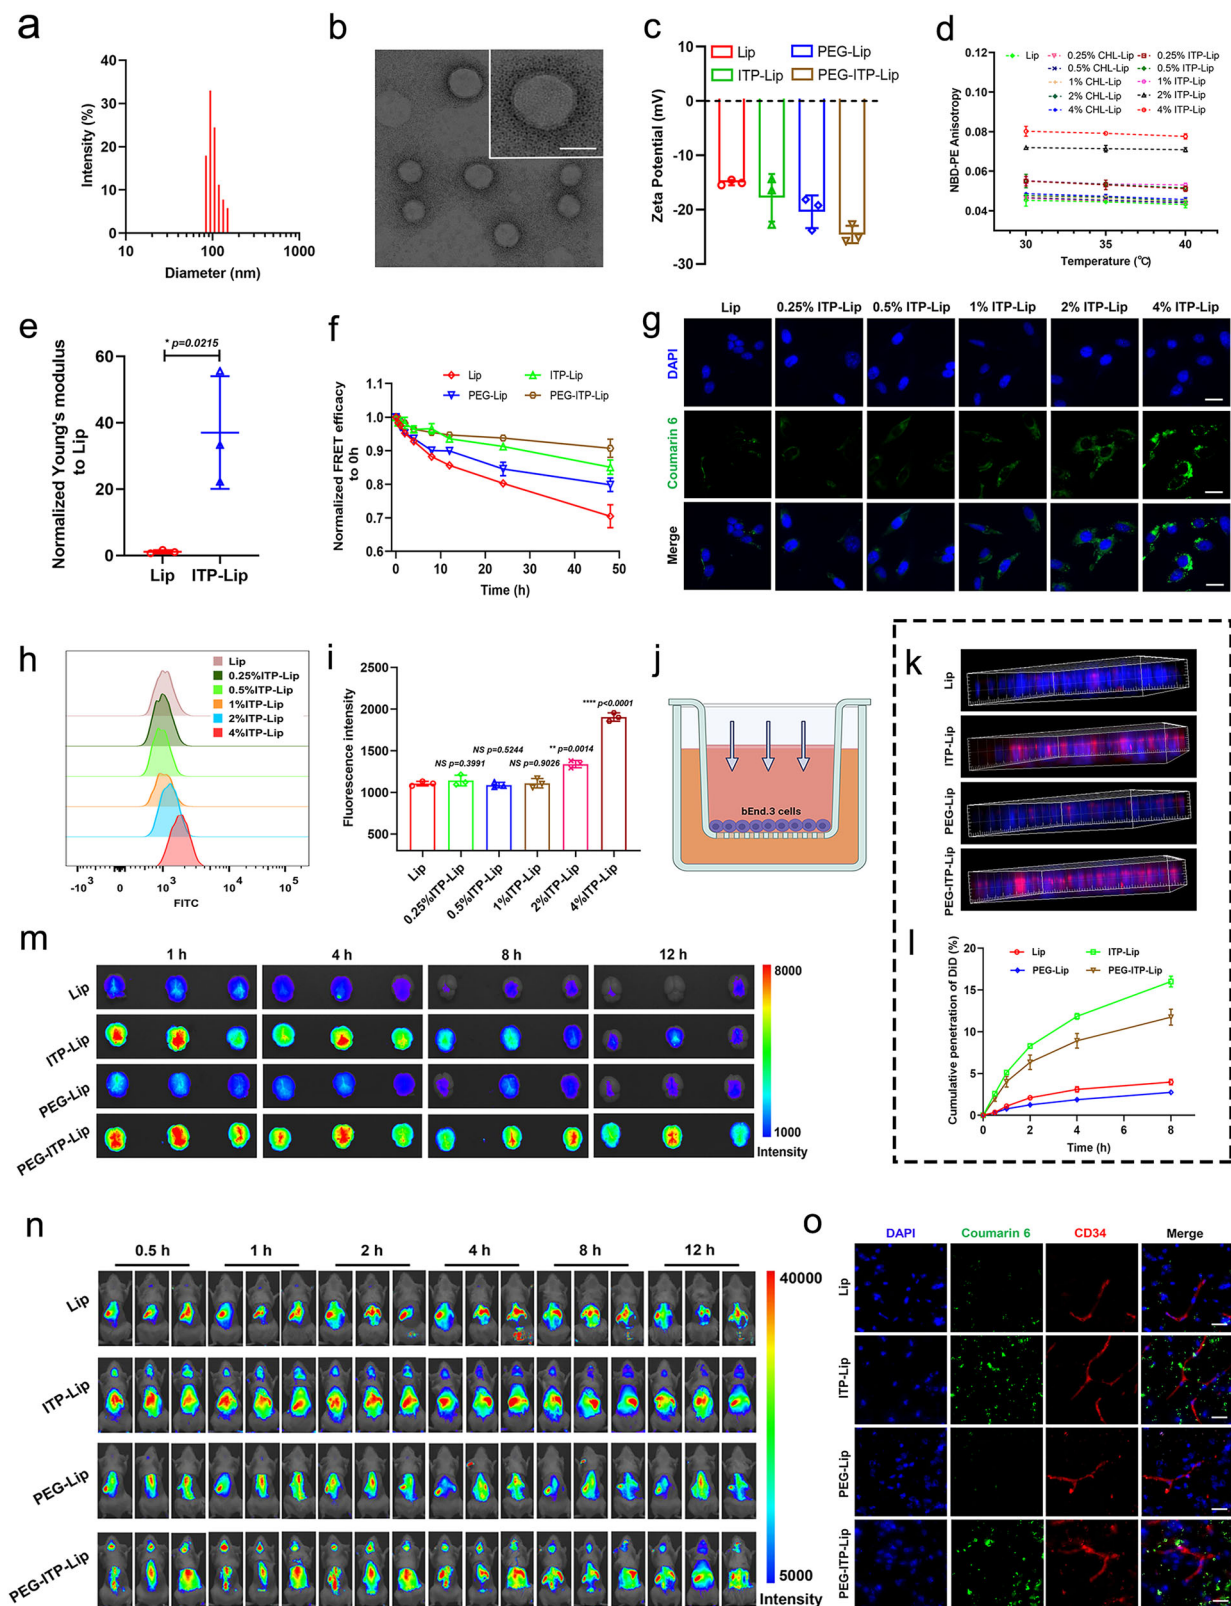 a
Intensity (%)
40
30
20
10
0
10
100
1000
Diameter (nm)
b
c
Zeta Potential (mV)
10
0
-10
-20
-30
Lip
PEG-Lip
ITP-Lip
PEG-ITP-Lip
d
NBD-PE Anisotropy
0.12
0.10
0.08
0.06
0.04
Lip
0.25% CHL-Lip
0.25% ITP-Lip
0.5% CHL-Lip
0.5% ITP-Lip
1% CHL-Lip
1% ITP-Lip
2% CHL-Lip
2% ITP-Lip
4% CHL-Lip
4% ITP-Lip
30
35
40
Temperature (℃)
e
Normalized Young's modulus
to Lip
60
40
20
0
* p=0.0215
Lip
ITP-Lip
f
Normalized FRET efficacy
to 0h
1.1
1.0
0.9
0.8
0.7
0.6
Lip
ITP-Lip
PEG-Lip
PEG-ITP-Lip
0
10
20
30
40
50
Time (h)
g
Lip
0.25% ITP-Lip
0.5% ITP-Lip
1% ITP-Lip
2% ITP-Lip
4% ITP-Lip
DAPI
Coumarin 6
Merge
h
Lip
0.25%ITP-Lip
0.5%ITP-Lip
1%ITP-Lip
2%ITP-Lip
4%ITP-Lip
-10³
0
10³
10⁴
10⁵
FITC
i
Fluorescence intensity
2500
2000
1500
1000
500
NS p=0.3991
NS p=0.5244
NS p=0.9026
** p=0.0014
**** p<0.0001
Lip
0.25%ITP-Lip
0.5%ITP-Lip
1%ITP-Lip
2%ITP-Lip
4%ITP-Lip
j
bEnd.3 cells
k
Lip
ITP-Lip
PEG-Lip
PEG-ITP-Lip
l
Cumulative penetration of DiD (%)
20
15
10
5
0
Lip
ITP-Lip
PEG-Lip
PEG-ITP-Lip
0
2
4
6
8
Time (h)
m
1 h
4 h
8 h
12 h
Lip
ITP-Lip
PEG-Lip
PEG-ITP-Lip
8000
1000
Intensity
n
0.5 h
1 h
2 h
4 h
8 h
12 h
Lip
ITP-Lip
PEG-Lip
PEG-ITP-Lip
40000
5000
Intensity
o
DAPI
Coumarin 6
CD34
Merge
Lip
ITP-Lip
PEG-Lip
PEG-ITP-Lip